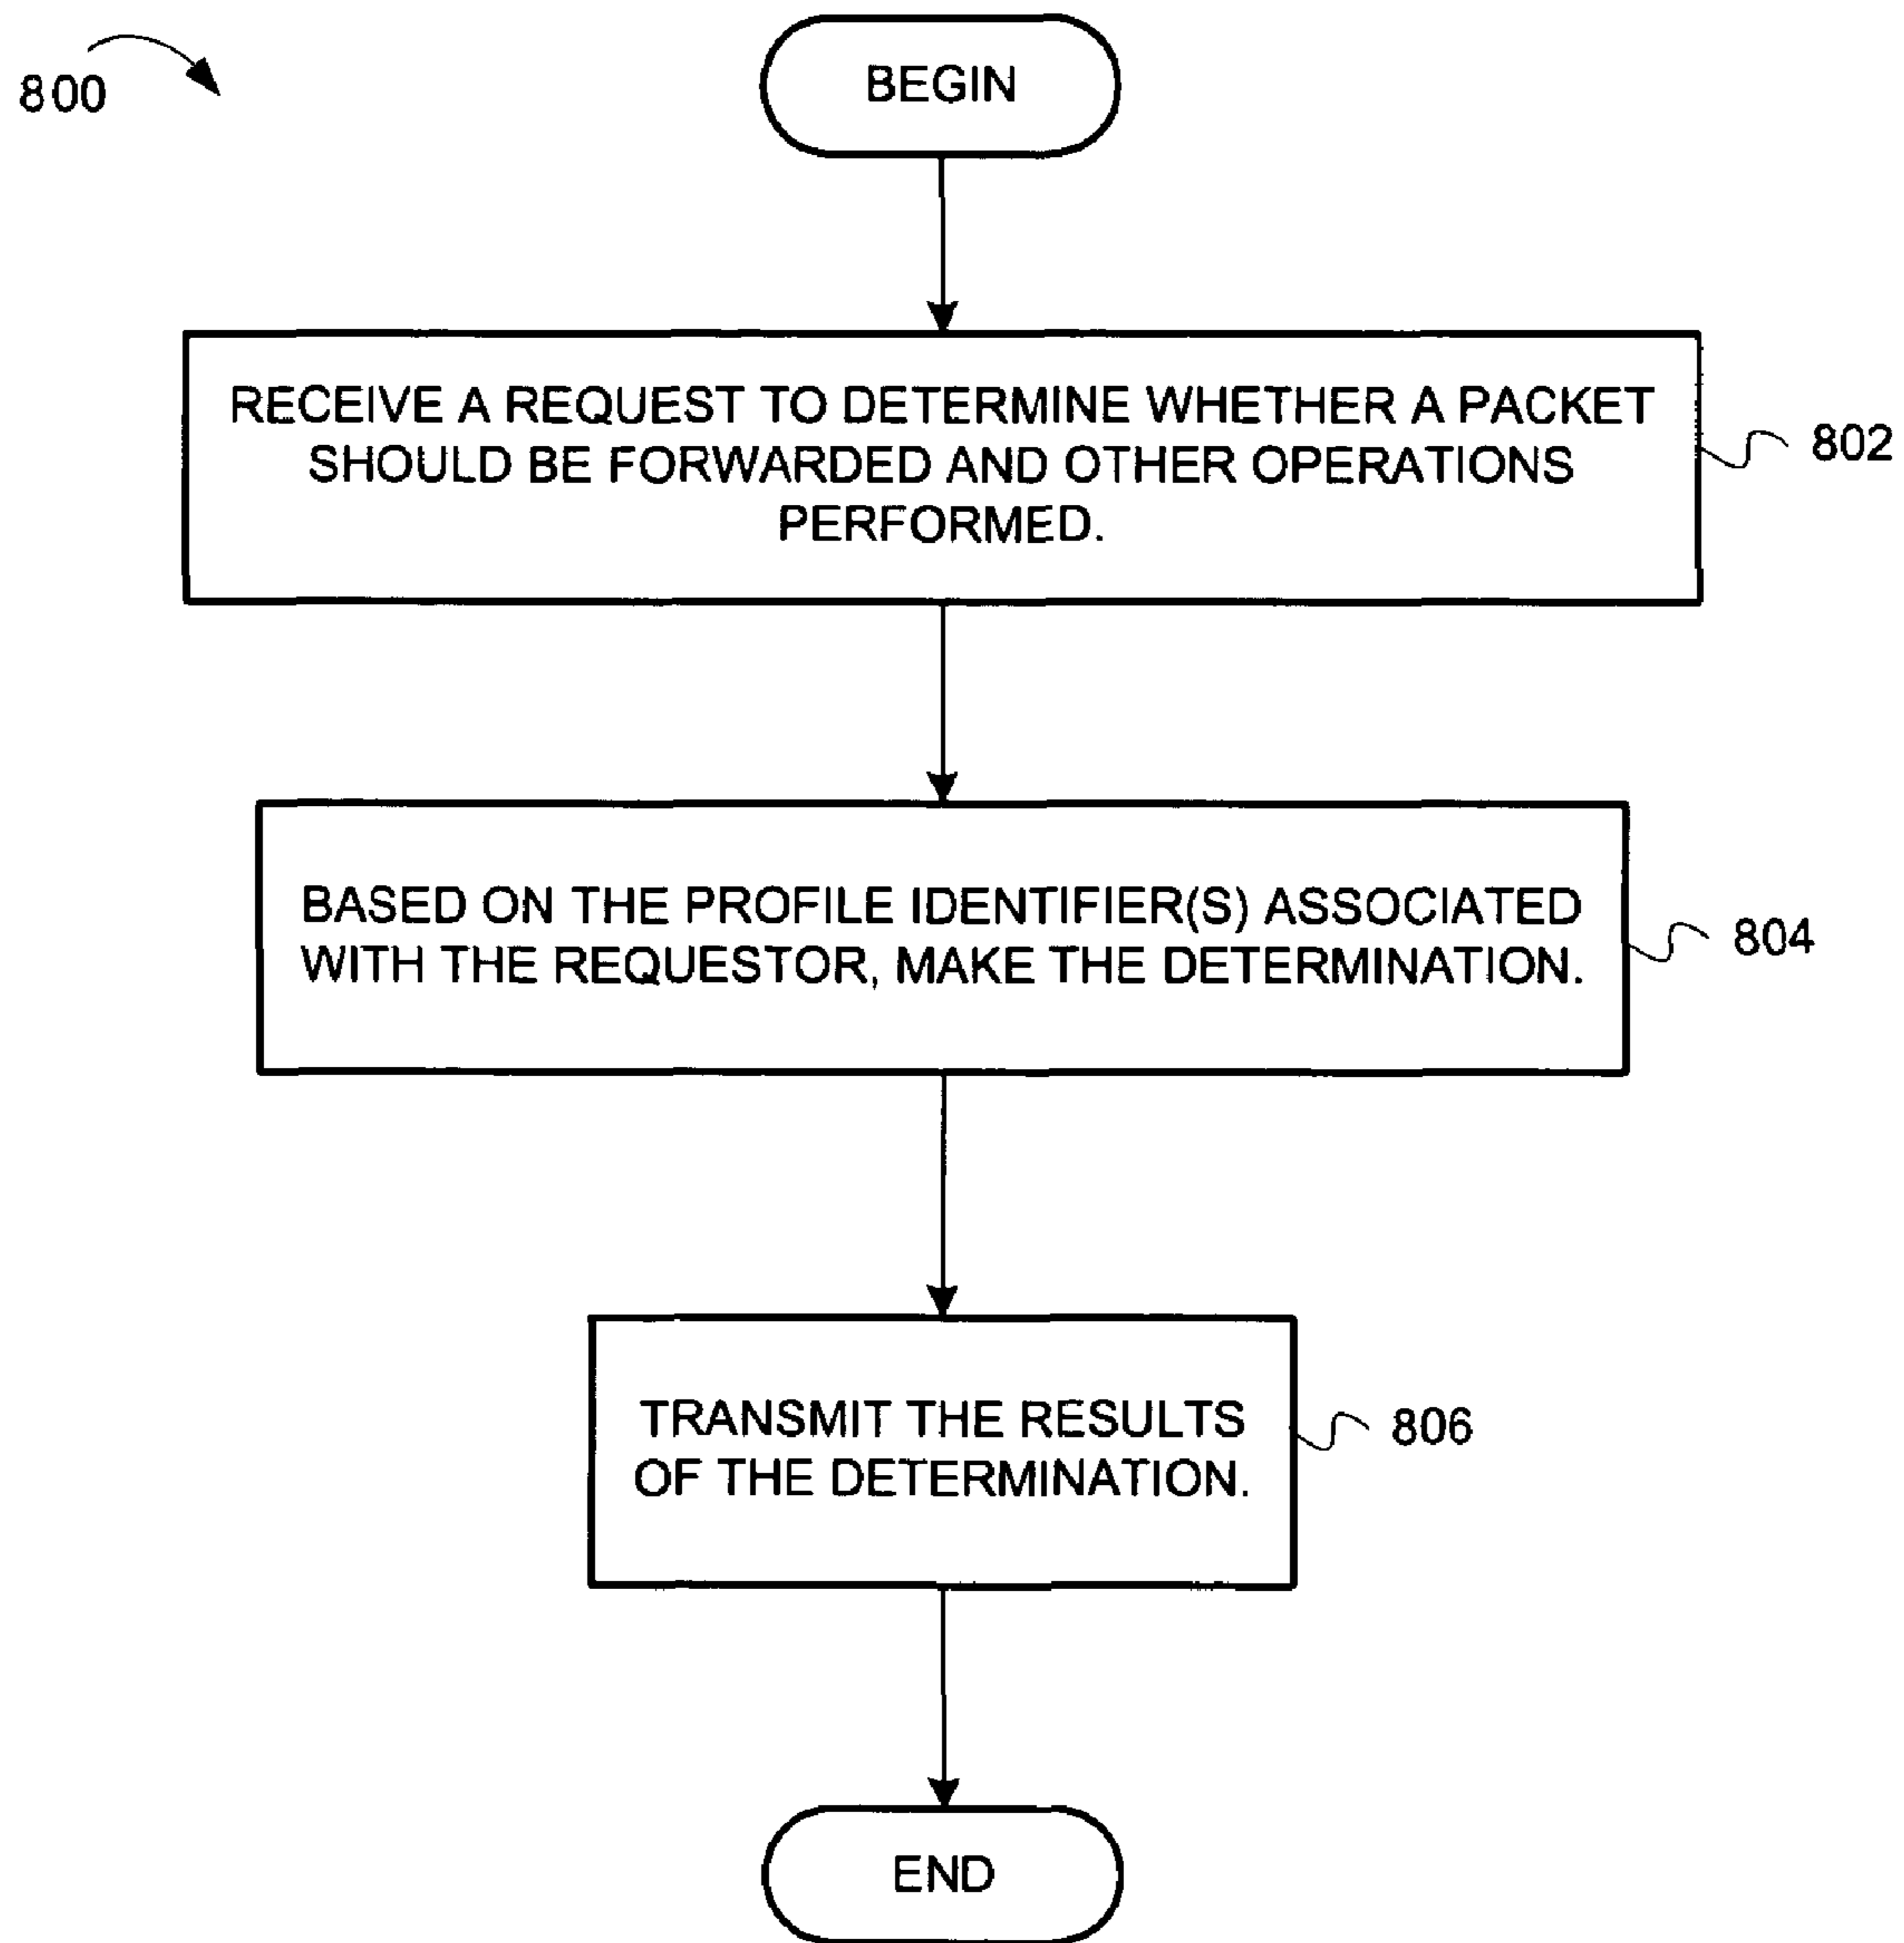 800
BEGIN
RECEIVE A REQUEST TO DETERMINE WHETHER A PACKET
SHOULD BE FORWARDED AND OTHER OPERATIONS
PERFORMED.
802
BASED ON THE PROFILE IDENTIFIER(S) ASSOCIATED
WITH THE REQUESTOR, MAKE THE DETERMINATION.
804
TRANSMIT THE RESULTS
OF THE DETERMINATION.
806
END